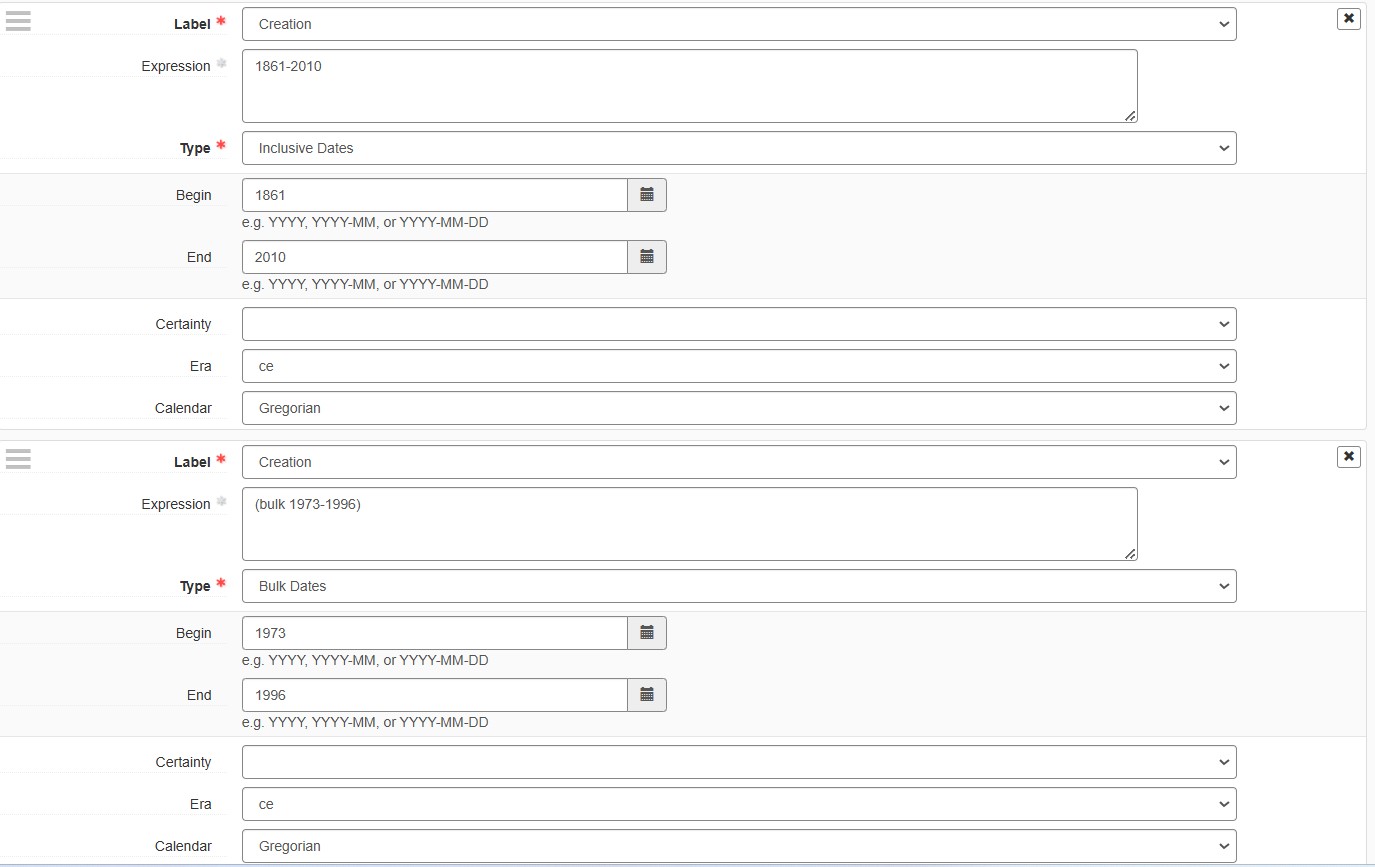 Label * Creation
Expression * 1861-2010
Type * Inclusive Dates
Begin 1861
e.g. YYYY, YYYY-MM, or YYYY-MM-DD
End 2010
e.g. YYYY, YYYY-MM, or YYYY-MM-DD
Certainty
Era ce
Calendar Gregorian
Label * Creation
Expression * (bulk 1973-1996)
Type * Bulk Dates
Begin 1973
e.g. YYYY, YYYY-MM, or YYYY-MM-DD
End 1996
e.g. YYYY, YYYY-MM, or YYYY-MM-DD
Certainty
Era ce
Calendar Gregorian